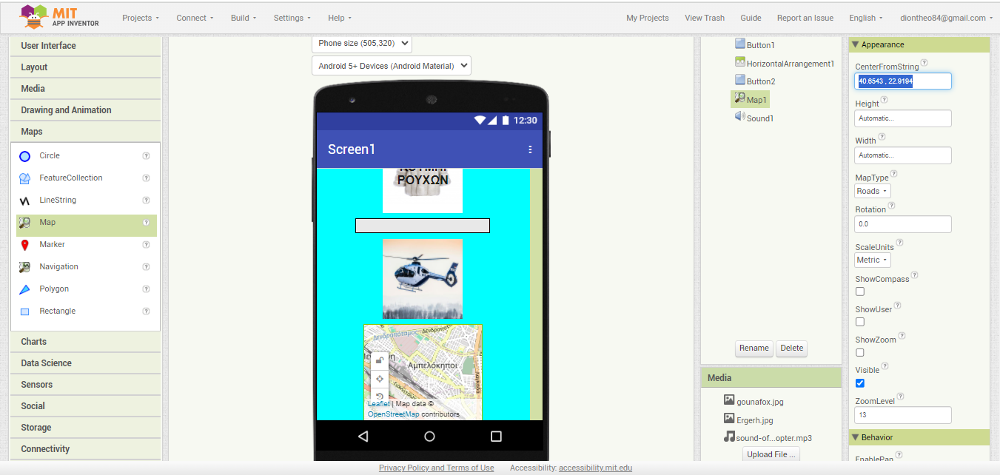 MIT
APP INVENTOR
Projects
Connect
Build
Settings
Help
My Projects
View Trash
Guide
Report an Issue
English
diontheo84@gmail.com
User Interface
Layout
Media
Drawing and Animation
Maps
Circle
FeatureCollection
LineString
Map
Marker
Navigation
Polygon
Rectangle
Charts
Data Science
Sensors
Social
Storage
Connectivity
Phone size (505,320)
Android 5+ Devices (Android Material)
12:30
Screen1
ΡΟΥΧΩΝ
Δενδροπόταμος
Δενδροποτάμου
Αμπελόκηποι
Λαγκαδά
Γιαννιτσών
Leaflet | Map data ©
OpenStreetMap contributors
Button1
HorizontalArrangement1
Button2
Map1
Sound1
Rename
Delete
Media
gounafox.jpg
Ergerh.jpg
sound-of...opter.mp3
Upload File ...
Appearance
CenterFromString
40.6543 , 22.9194
Height
Automatic...
Width
Automatic...
MapType
Roads
Rotation
0.0
ScaleUnits
Metric
ShowCompass
ShowUser
ShowZoom
Visible
ZoomLevel
13
Behavior
EnablePan
Privacy Policy and Terms of Use
Accessibility: accessibility.mit.edu